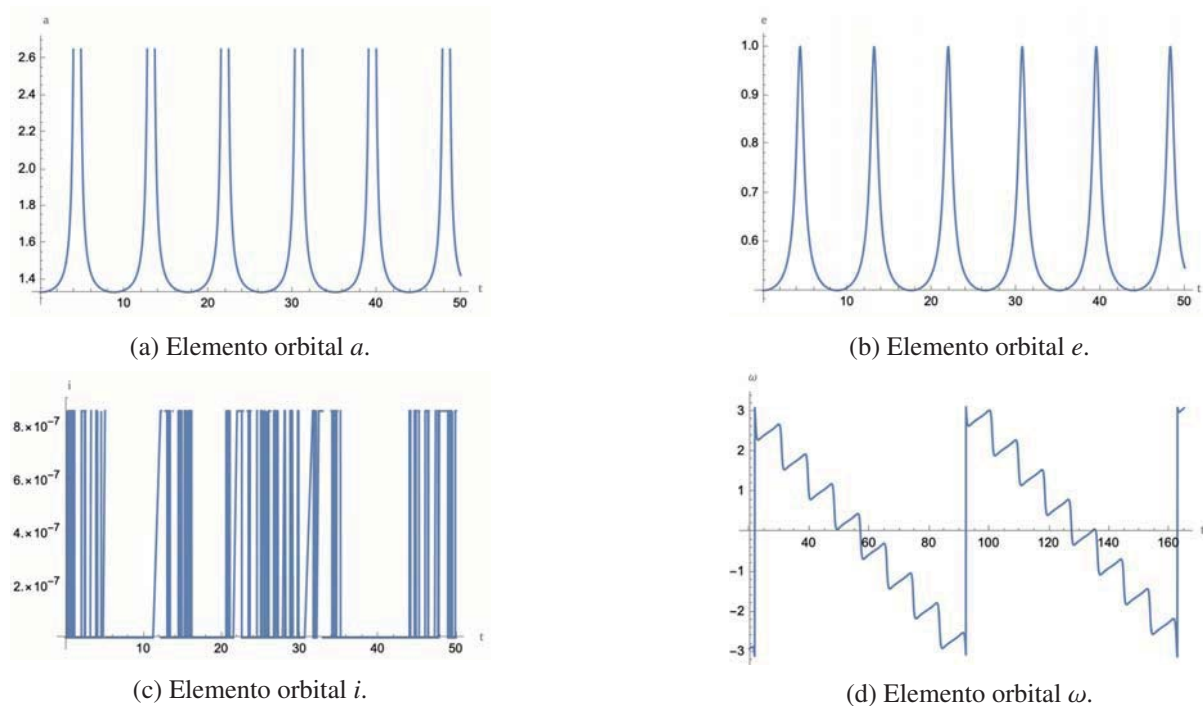 a
2.6
2.4
2.2
2.0
1.8
1.6
1.4
10 20 30 40 50 t
(a) Elemento orbital a.
e
1.0
0.9
0.8
0.7
0.6
10 20 30 40 50 t
(b) Elemento orbital e.
i
8.×10⁻⁷
6.×10⁻⁷
4.×10⁻⁷
2.×10⁻⁷
10 20 30 40 50 t
(c) Elemento orbital i.
ω
3
2
1
40 60 80 100 120 140 160 t
-1
-2
-3
(d) Elemento orbital ω.